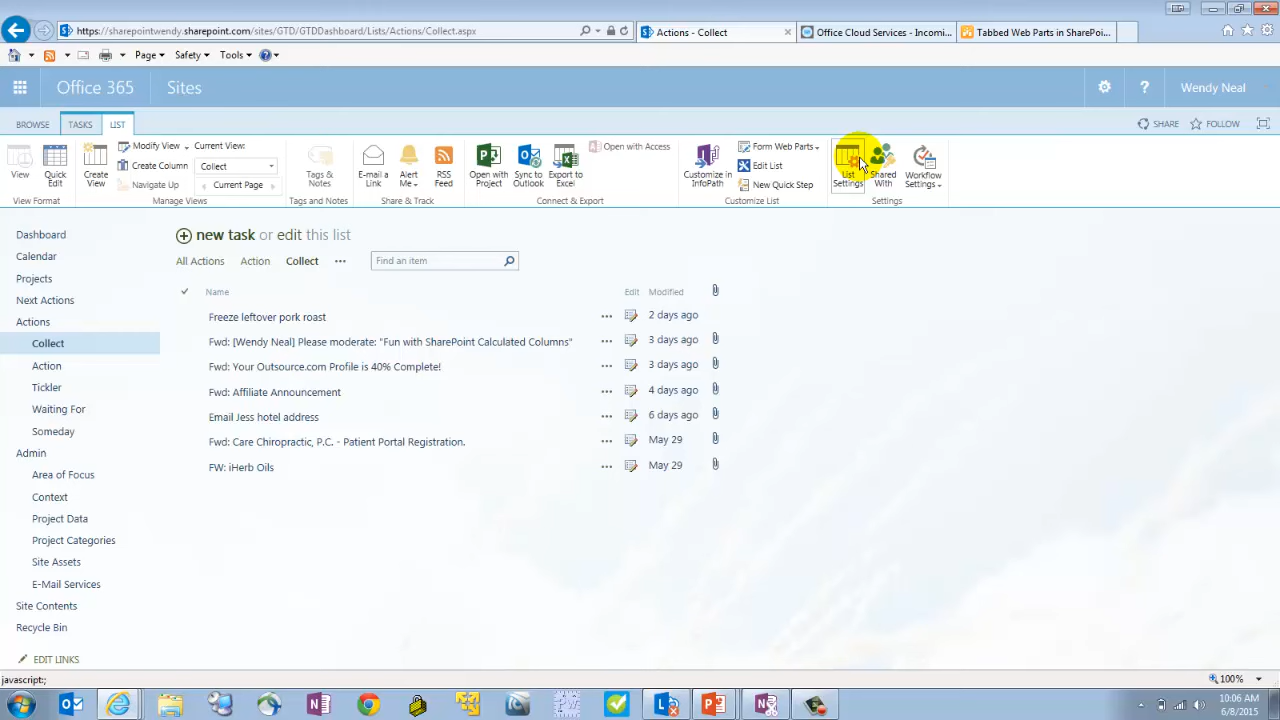 https://sharepointwendy.sharepoint.com/sites/GTD/GTDDashboard/Lists/Actions/Collect.aspx
Actions - Collect
Office Cloud Services - Incomi...
Tabbed Web Parts in SharePoi...
Page Safety Tools
Office 365 Sites
Wendy Neal
BROWSE TASKS LIST
SHARE FOLLOW
View
Quick Edit
Create View
Modify View
Create Column
Navigate Up
Current View:
Collect
Current Page
Tags & Notes
E-mail a Link
Alert Me
RSS Feed
Open with Project
Sync to Outlook
Export to Excel
Open with Access
Customize in InfoPath
Form Web Parts
Edit List
New Quick Step
List Settings
Shared With
Workflow Settings
View Format Manage Views Tags and Notes Share & Track Connect & Export Customize List Settings
Dashboard
Calendar
Projects
Next Actions
Actions
Collect
Action
Tickler
Waiting For
Someday
Admin
Area of Focus
Context
Project Data
Project Categories
Site Assets
E-Mail Services
Site Contents
Recycle Bin
EDIT LINKS
new task or edit this list
All Actions Action Collect ... Find an item
Name Edit Modified
Freeze leftover pork roast ... 2 days ago
Fwd: [Wendy Neal] Please moderate: "Fun with SharePoint Calculated Columns" ... 3 days ago
Fwd: Your Outsource.com Profile is 40% Complete! ... 3 days ago
Fwd: Affiliate Announcement ... 4 days ago
Email Jess hotel address ... 6 days ago
Fwd: Care Chiropractic, P.C. - Patient Portal Registration. ... May 29
FW: iHerb Oils ... May 29
javascript:;
100%
10:06 AM
6/8/2015